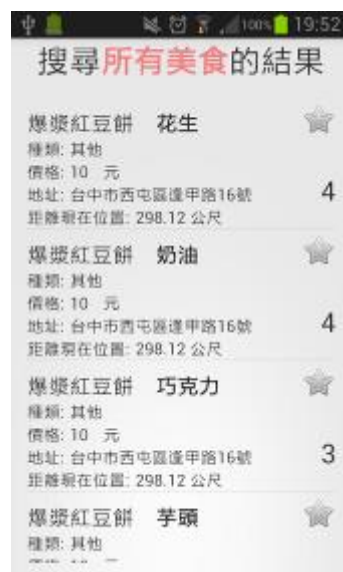 100% 19:52
搜尋所有美食的結果
爆漿紅豆餅 花生
種類: 其他
價格: 10 元
地址: 台中市西屯區逢甲路16號
4
距離現在位置: 298.12 公尺
爆漿紅豆餅 奶油
種類: 其他
價格: 10 元
地址: 台中市西屯區逢甲路16號
4
距離現在位置: 298.12 公尺
爆漿紅豆餅 巧克力
種類: 其他
價格: 10 元
地址: 台中市西屯區逢甲路16號
3
距離現在位置: 298.12 公尺
爆漿紅豆餅 芋頭
種類: 其他